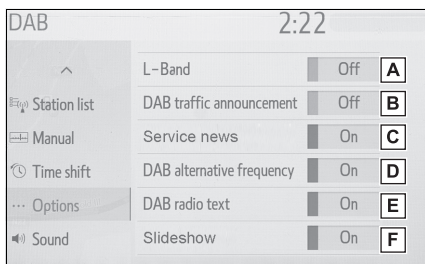 DAB 2:22
L-Band Off A
Station list DAB traffic announcement Off B
Manual Service news On C
Time shift DAB alternative frequency On D
Options DAB radio text On E
Sound Slideshow On F